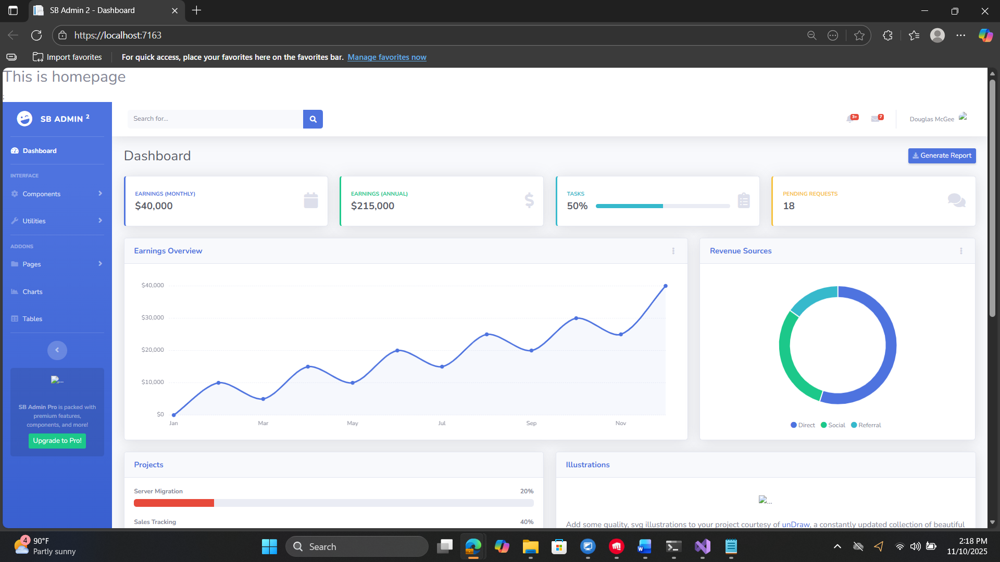 SB Admin 2 - Dashboard
https://localhost:7163
Import favorites
For quick access, place your favorites here on the favorites bar. Manage favorites now
This is homepage
;
SB ADMIN 2
Search for...
3+
7
Douglas McGee
Dashboard
INTERFACE
Components
Utilities
ADDONS
Pages
Charts
Tables
...
SB Admin Pro is packed with
premium features,
components, and more!
Upgrade to Pro!
Dashboard
Generate Report
EARNINGS (MONTHLY)
$40,000
EARNINGS (ANNUAL)
$215,000
TASKS
50%
PENDING REQUESTS
18
Earnings Overview
$40,000
$30,000
$20,000
$10,000
$0
Jan Mar May Jul Sep Nov
Revenue Sources
Direct Social Referral
Projects
Server Migration 20%
Sales Tracking 40%
Illustrations
...
Add some quality, svg illustrations to your project courtesy of unDraw, a constantly updated collection of beautiful
4
90°F
Partly sunny
Search
2:18 PM
11/10/2025